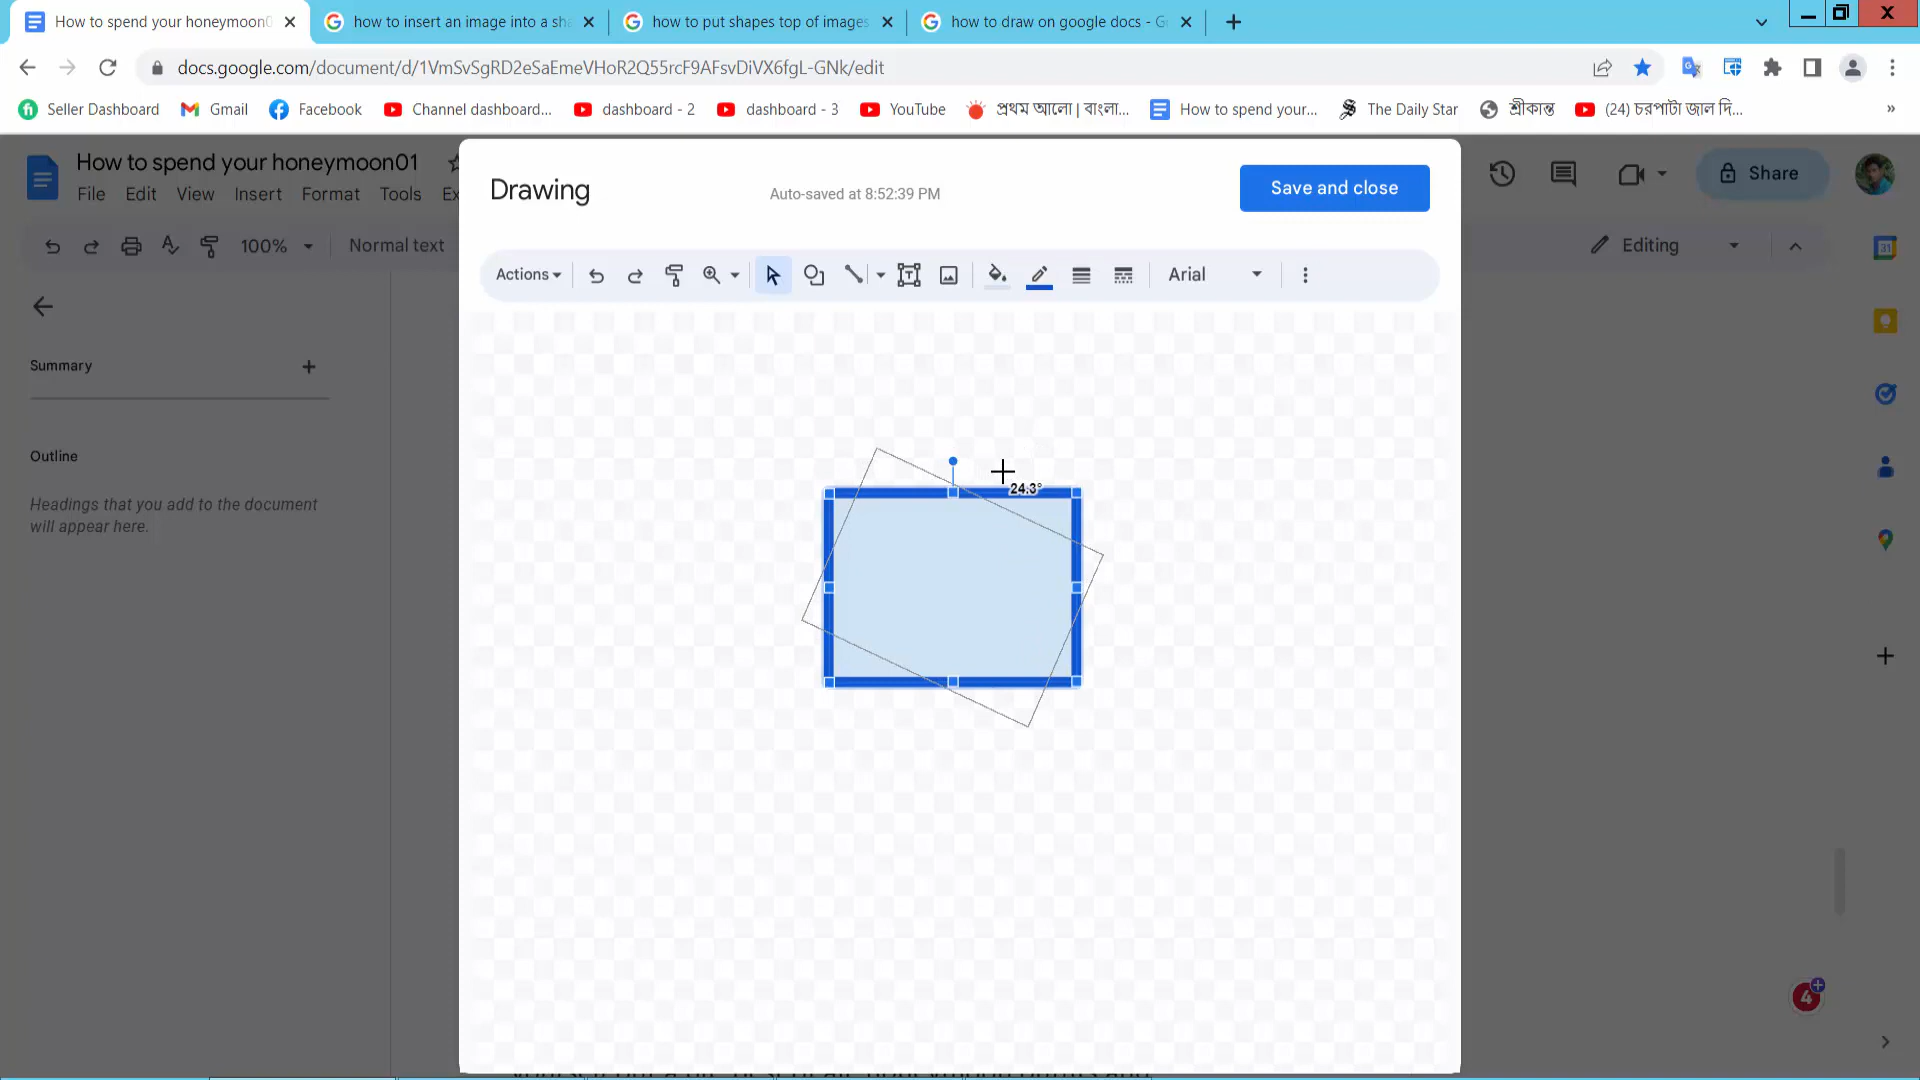 How to spend your honeymoon0
how to insert an image into a sha
how to put shapes top of images
how to draw on google docs - Go
docs.google.com/document/d/1VmSvSgRD2eSaEmeVHoR2Q55rcF9AFsvDiVX6fgL-GNk/edit
Seller Dashboard
Gmail
Facebook
Channel dashboard...
dashboard - 2
dashboard - 3
YouTube
প্রথম আলো | বাংলা...
How to spend your...
The Daily Star
শ্রীকান্ত
(24) চরপাটা জাল দি...
»
How to spend your honeymoon01
File Edit View Insert Format Tools Ex
Share
100%
Normal text
Editing
Summary
Outline
Headings that you add to the document
will appear here.
Drawing
Auto-saved at 8:52:39 PM
Save and close
Actions
Arial
24.3°
4